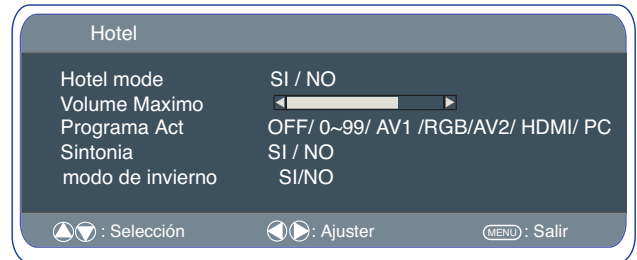 Hotel
Hotel mode SI / NO
Volume Maximo
Programa Act OFF/ 0~99/ AV1 /RGB/AV2/ HDMI/ PC
Sintonia SI / NO
modo de invierno SI/NO
: Selección : Ajuster MENU : Salir